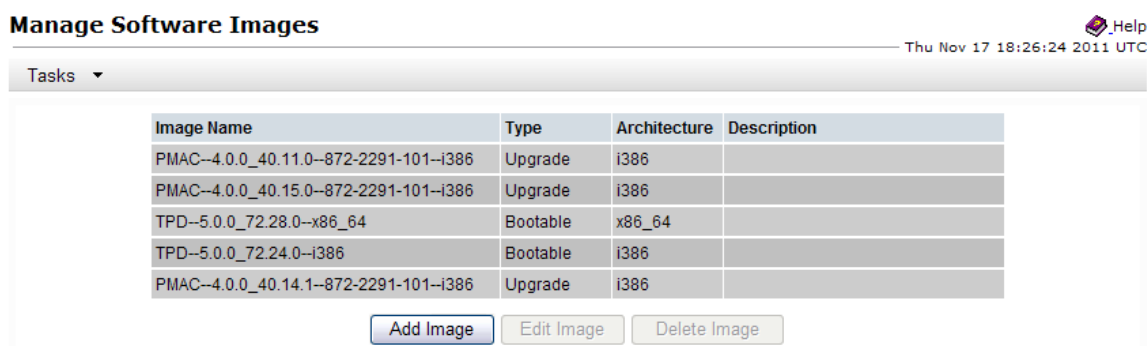 Manage Software Images
Help
Thu Nov 17 18:26:24 2011 UTC
Tasks
Image Name Type Architecture Description
PMAC--4.0.0_40.11.0--872-2291-101--i386 Upgrade i386
PMAC--4.0.0_40.15.0--872-2291-101--i386 Upgrade i386
TPD--5.0.0_72.28.0--x86_64 Bootable x86_64
TPD--5.0.0_72.24.0--i386 Bootable i386
PMAC--4.0.0_40.14.1--872-2291-101--i386 Upgrade i386
Add Image Edit Image Delete Image